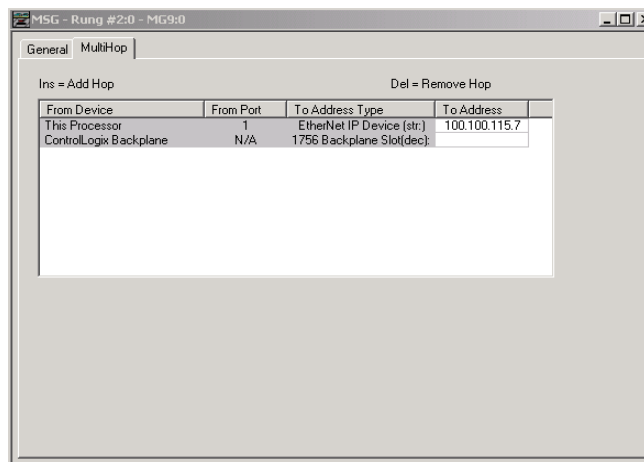 MSG - Rung #2:0 - MG9:0
General MultiHop
Ins = Add Hop Del = Remove Hop
From Device From Port To Address Type To Address
This Processor 1 EtherNet IP Device (str.) 100.100.115.7
ControlLogix Backplane N/A 1756 Backplane Slot(dec):